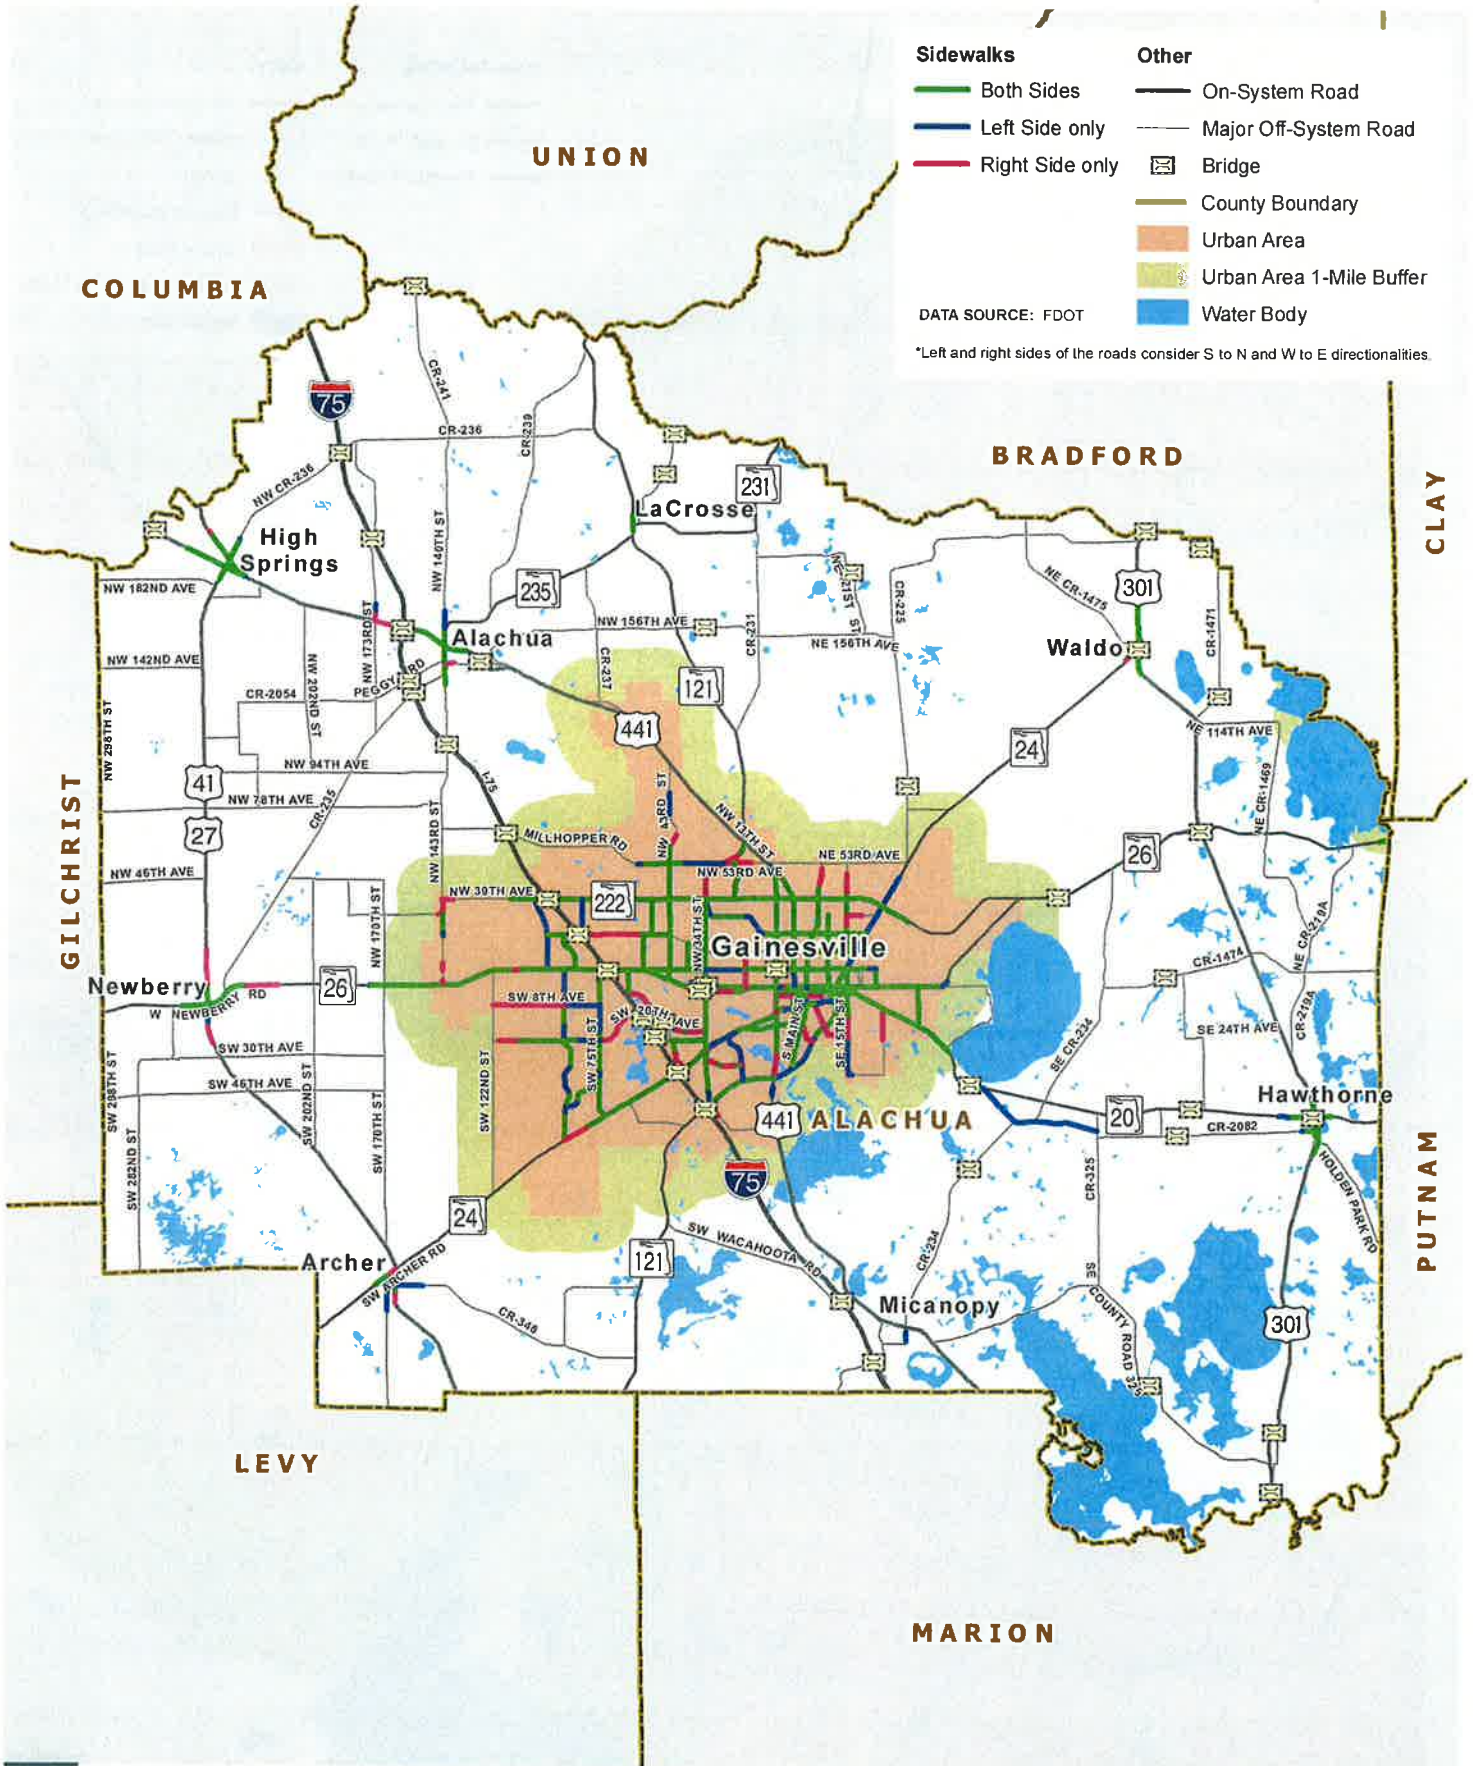 Sidewalks
Both Sides
Left Side only
Right Side only
Other
On-System Road
Major Off-System Road
Bridge
County Boundary
Urban Area
Urban Area 1-Mile Buffer
Water Body
DATA SOURCE: FDOT
*Left and right sides of the roads consider S to N and W to E directionalities.
UNION
COLUMBIA
BRADFORD
CLAY
GILCHRIST
PUTNAM
LEVY
MARION
ALACHUA
75
CR-241
CR-236
CR-239
NW CR-236
231
LaCrosse
High
Springs
NW 140TH ST
NW 182ND AVE
235
NE 21ST ST
CR-225
NE CR-1475
301
CR-1471
NW 173RD ST
Alachua
NW 156TH AVE
CR-231
NE 156TH AVE
Waldo
NW 142ND AVE
NW 202ND ST
PEGGY RD
CR-2054
CR-237
121
NW 298TH ST
441
NE 114TH AVE
24
NW 94TH AVE
41
I-75
NW 78TH AVE
CR-235
NW 43RD ST
NE CR-1469
27
NW 143RD ST
MILLHOPPER RD
NW 13TH ST
NE 53RD AVE
NW 53RD AVE
26
NW 46TH AVE
NW 39TH AVE
222
NW 170TH ST
NW 34TH ST
Gainesville
NE CR-219A
CR-1474
Newberry
W NEWBERRY RD
26
SW 8TH AVE
SW 20TH AVE
S MAIN ST
SE 15TH ST
CR-219A
SE 24TH AVE
SE CR-234
SW 30TH AVE
SW 75TH ST
SW 46TH AVE
SW 298TH ST
SW 202ND ST
SW 122ND ST
SW 170TH ST
SW 282ND ST
441
20
Hawthorne
CR-2082
HOLDEN PARK RD
CR-325
75
24
SW WACAHOOTA RD
CR-234
121
Archer
SW ARCHER RD
CR-346
Micanopy
SE COUNTY ROAD 325
301